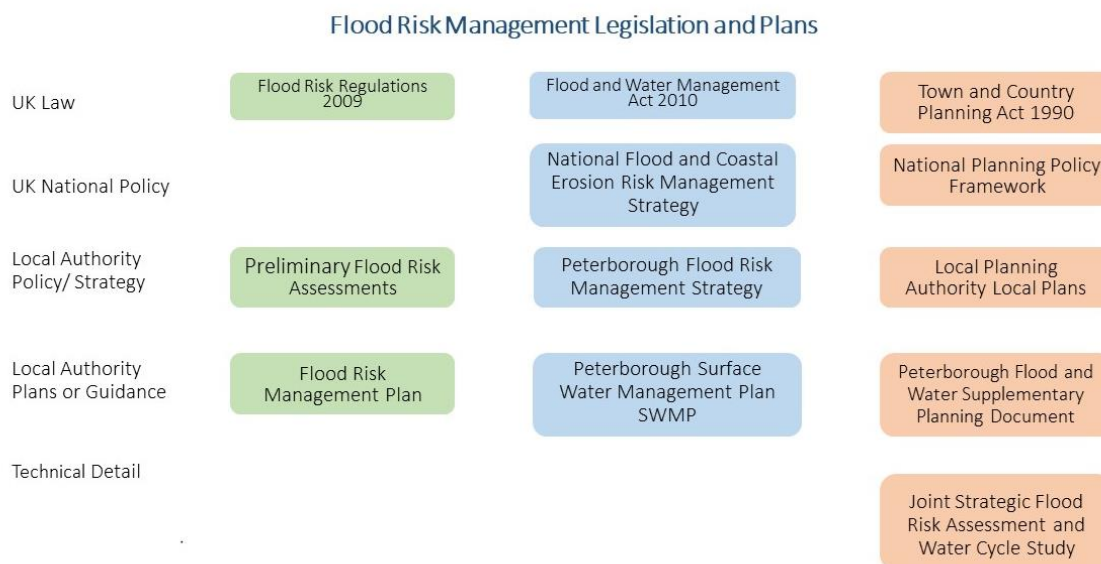 Flood Risk Management Legislation and Plans
UK Law
Flood Risk Regulations
2009
Flood and Water Management
Act 2010
Town and Country
Planning Act 1990
UK National Policy
National Flood and Coastal
Erosion Risk Management
Strategy
National Planning Policy
Framework
Local Authority
Policy/ Strategy
Preliminary Flood Risk
Assessments
Peterborough Flood Risk
Management Strategy
Local Planning
Authority Local Plans
Local Authority
Plans or Guidance
Flood Risk
Management Plan
Peterborough Surface
Water Management Plan
SWMP
Peterborough Flood and
Water Supplementary
Planning Document
Technical Detail
Joint Strategic Flood
Risk Assessment and
Water Cycle Study
.